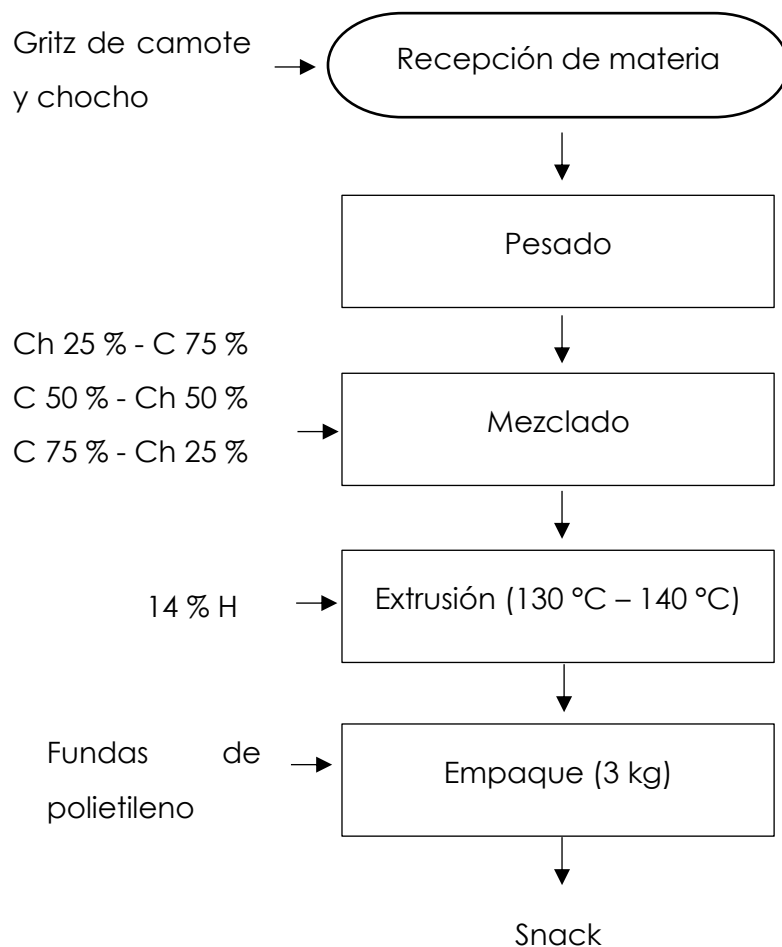 Gritz de camote
y chocho
Recepción de materia
Pesado
Ch 25 % - C 75 %
C 50 % - Ch 50 %
C 75 % - Ch 25 %
Mezclado
14 % H
Extrusión (130 °C – 140 °C)
Fundas de
polietileno
Empaque (3 kg)
Snack